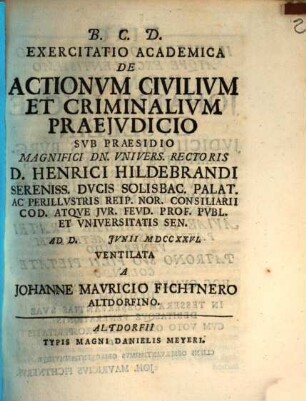 B. C. D.
EXERCITATIO ACADEMICA
DE
ACTIONVM CIVILIVM
ET CRIMINALIVM
PRAEJVDICIO
SVB PRAESIDIO
MAGNIFICI DN. VNIVERS. RECTORIS
D. HENRICI HILDEBRANDI
SERENISS. DVCIS SOLISBAC. PALAT.
AC PERILLVSTRIS REIP. NOR. CONSILIARII
COD. ATQVE JVR. FEVD. PROF. PVBL.
ET VNIVERSITATIS SEN.
AD D. JVNII MDCCXXVI.
VENTILATA
A
JOHANNE MAVRICIO FICHTNERO
ALTDORFINO.
ALTDORFII
TYPIS MAGNI DANIELIS MEYERI.